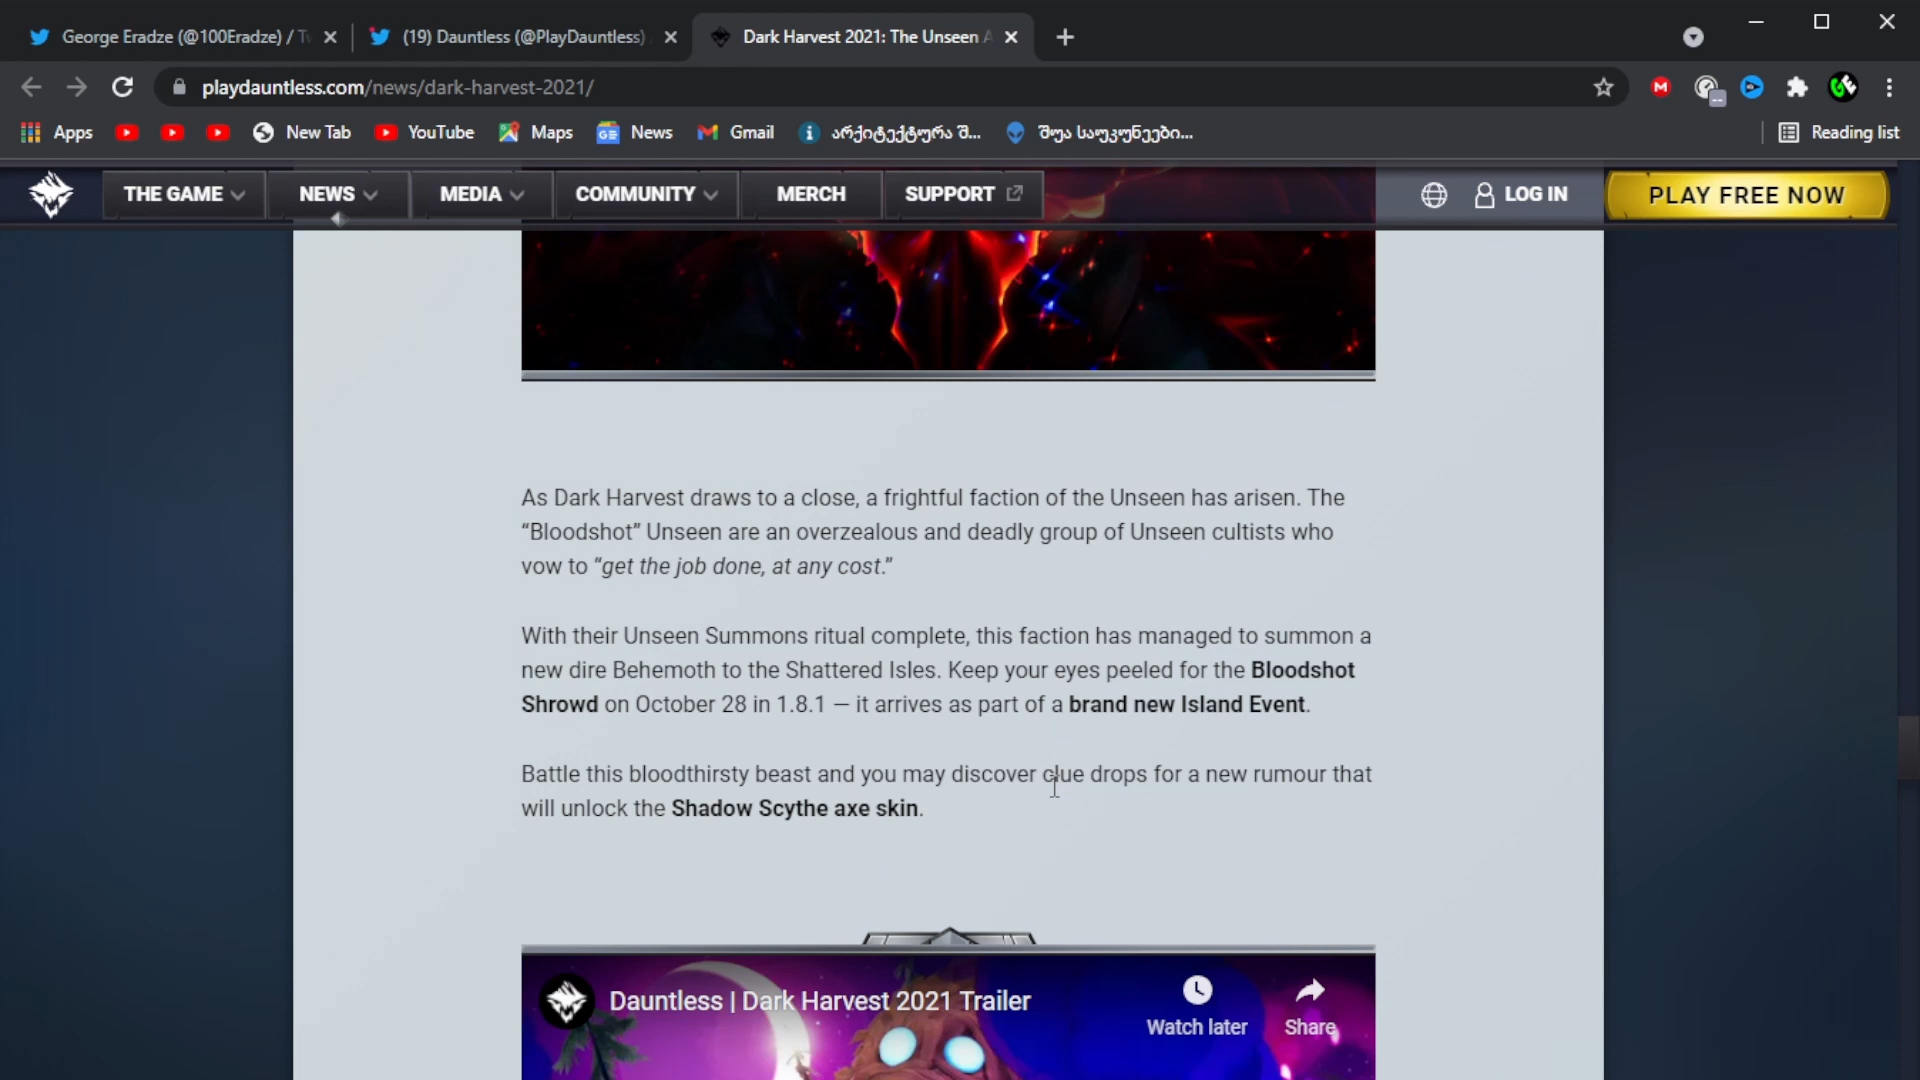 George Eradze (@100Eradze) / Tw
(19) Dauntless (@PlayDauntless)
Dark Harvest 2021: The Unseen A
playdauntless.com/news/dark-harvest-2021/
Apps
New Tab
YouTube
Maps
News
Gmail
არქიტექტურა შ...
შუა საუკუნეები...
Reading list
THE GAME
NEWS
MEDIA
COMMUNITY
MERCH
SUPPORT
LOG IN
PLAY FREE NOW
As Dark Harvest draws to a close, a frightful faction of the Unseen has arisen. The
“Bloodshot” Unseen are an overzealous and deadly group of Unseen cultists who
vow to “get the job done, at any cost.”
With their Unseen Summons ritual complete, this faction has managed to summon a
new dire Behemoth to the Shattered Isles. Keep your eyes peeled for the Bloodshot
Shrowd on October 28 in 1.8.1 — it arrives as part of a brand new Island Event.
Battle this bloodthirsty beast and you may discover clue drops for a new rumour that
will unlock the Shadow Scythe axe skin.
Dauntless | Dark Harvest 2021 Trailer
Watch later
Share